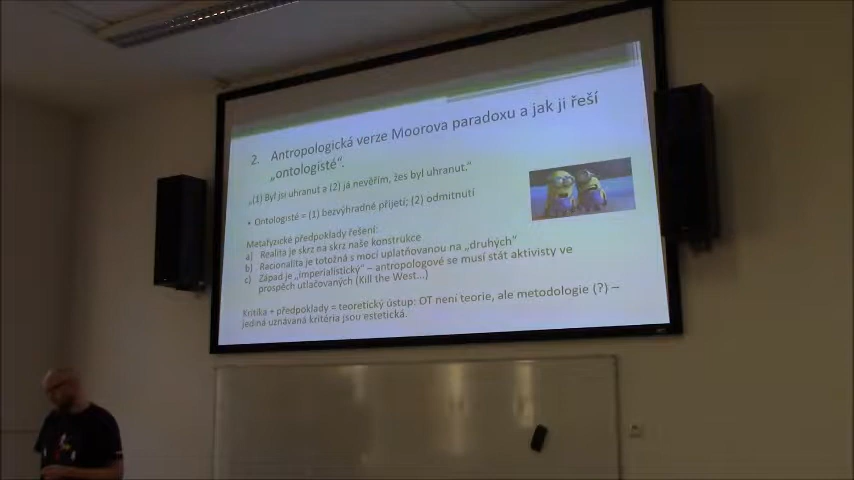 2. Antropologická verze Moorova paradoxu a jak ji řeší
„ontologisté“.
„(1) Byl jsi uhranut a (2) já nevěřím, žes byl uhranut.“
• Ontologisté = (1) bezvýhradné přijetí; (2) odmítnutí
Metafyzické předpoklady řešení:
a) Realita je skrz na skrz naše konstrukce
b) Racionalita je totožná s mocí uplatňovanou na „druhých“
c) Západ je „imperialistický“ – antropologové se musí stát aktivisty ve
prospěch utlačovaných (Kill the West...)
Kritika + předpoklady = teoretický ústup: OT není teorie, ale metodologie (?) –
jediná uznávaná kritéria jsou estetická.